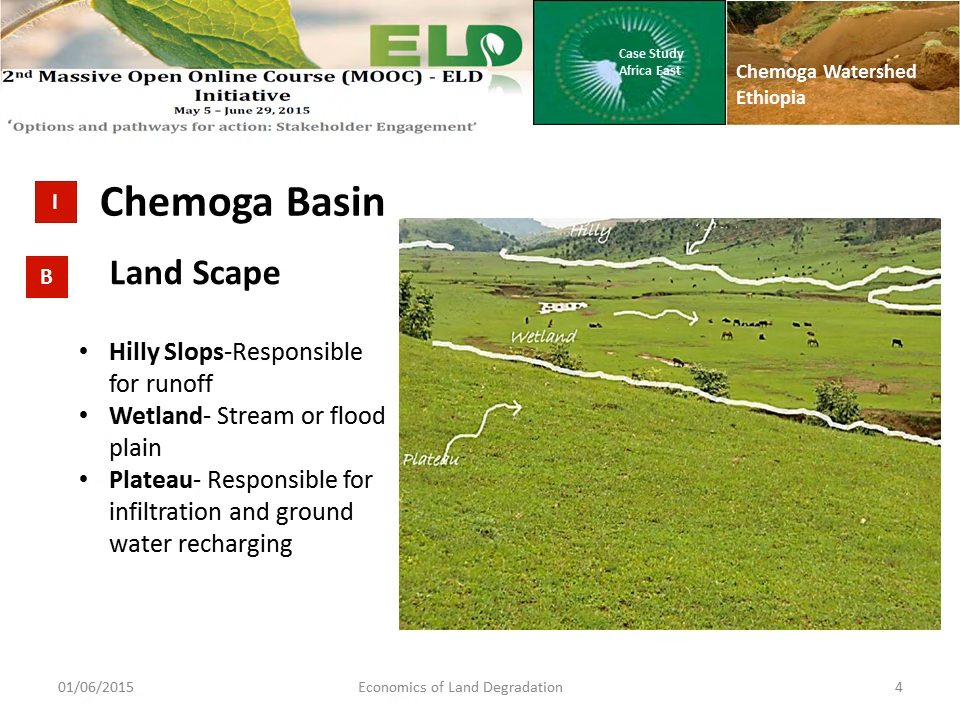 ELD
2nd Massive Open Online Course (MOOC) - ELD
Initiative
May 5 – June 29, 2015
‘Options and pathways for action: Stakeholder Engagement’
Case Study
Africa East
Chemoga Watershed
Ethiopia
I
Chemoga Basin
B
Land Scape
• Hilly Slops-Responsible
for runoff
• Wetland- Stream or flood
plain
• Plateau- Responsible for
infiltration and ground
water recharging
Hilly
Wetland
Plateau
01/06/2015
Economics of Land Degradation
4